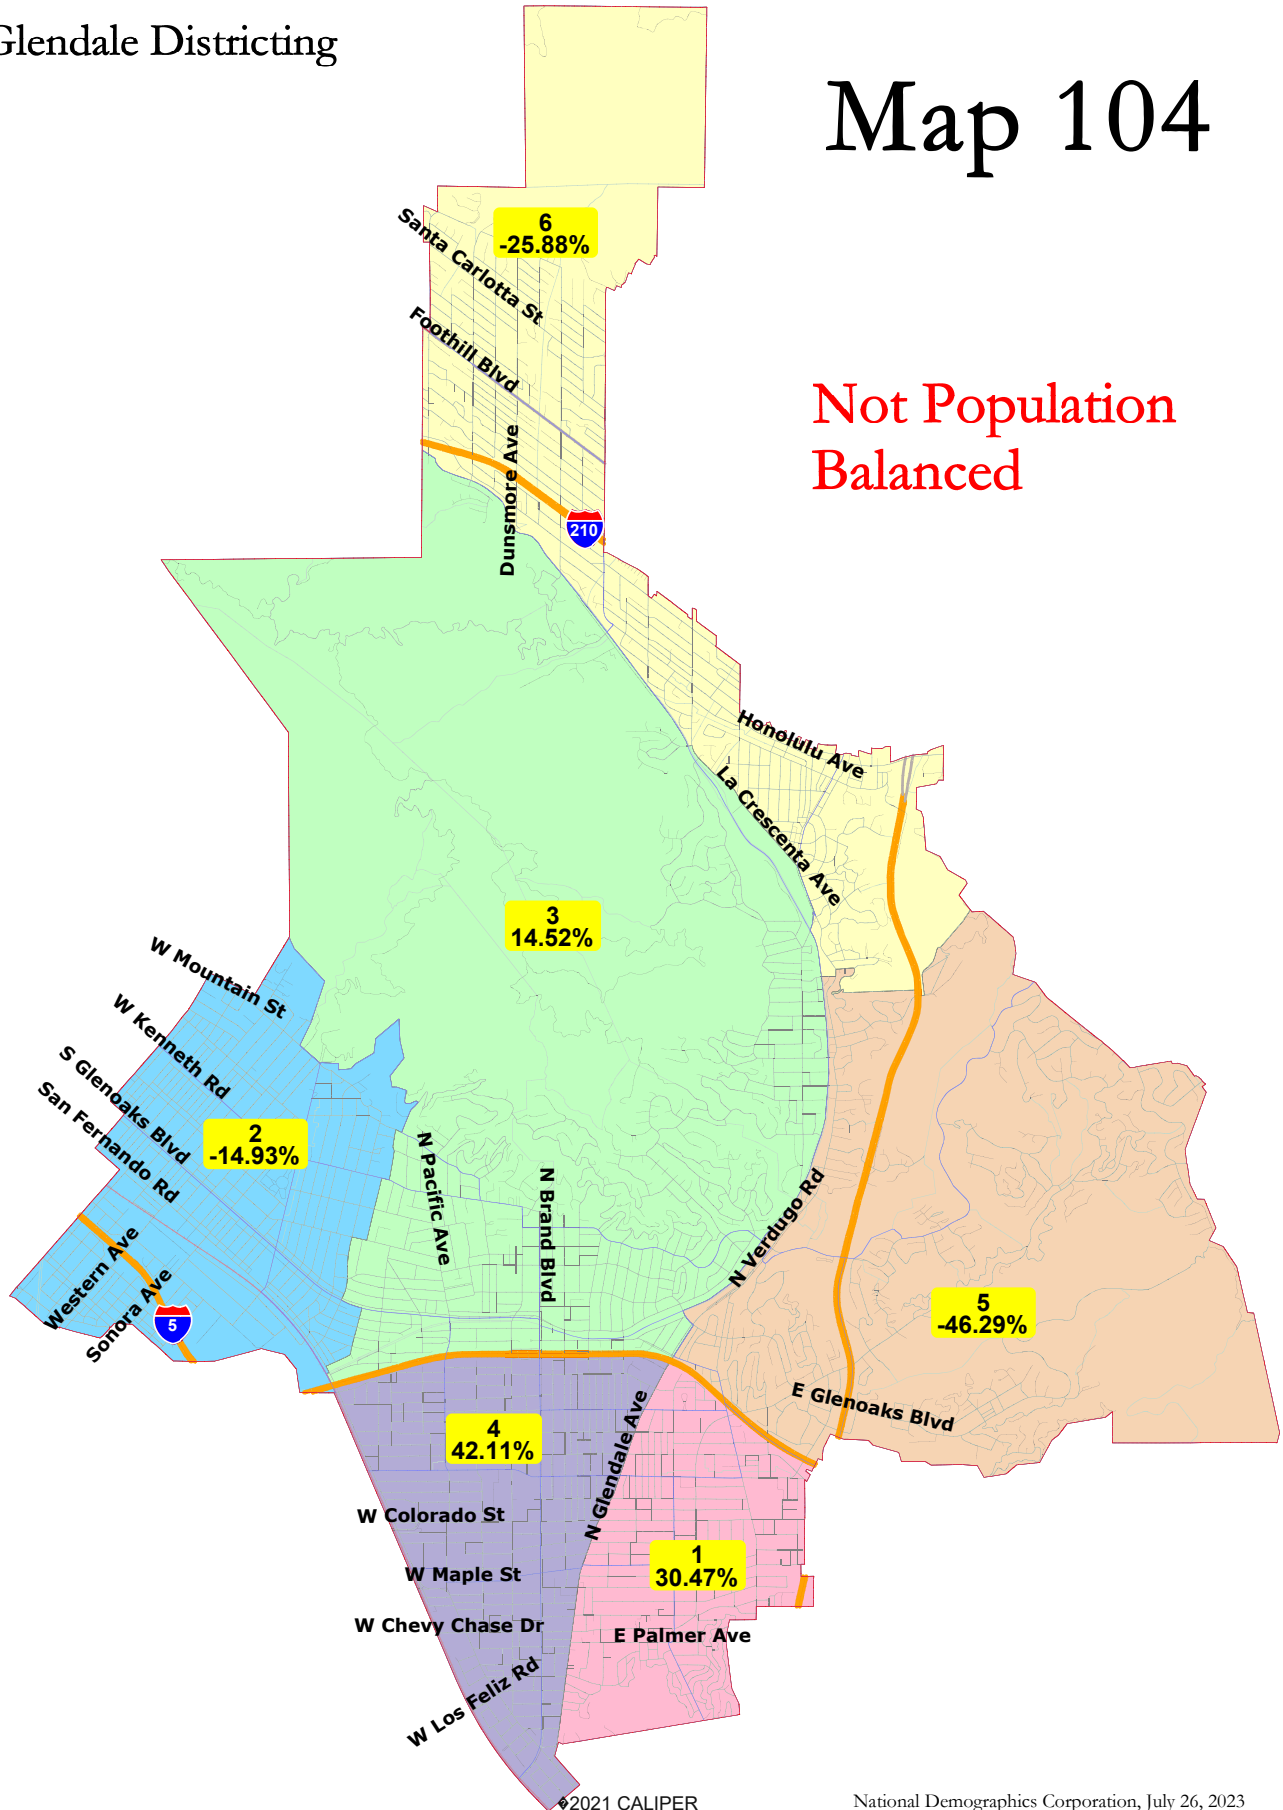 Glendale Districting
Map 104
6
-25.88%
Santa Carlotta St
Foothill Blvd
Not Population
Balanced
Dunsmore Ave
210
Honolulu Ave
La Crescenta Ave
3
14.52%
W Mountain St
W Kenneth Rd
S Glenoaks Blvd
San Fernando Rd
2
-14.93%
N Pacific Ave
N Brand Blvd
N Verdugo Rd
Western Ave
Sonora Ave
5
5
-46.29%
E Glenoaks Blvd
4
42.11%
N Glendale Ave
W Colorado St
1
30.47%
W Maple St
W Chevy Chase Dr
E Palmer Ave
W Los Feliz Rd
2021 CALIPER
National Demographics Corporation, July 26, 2023